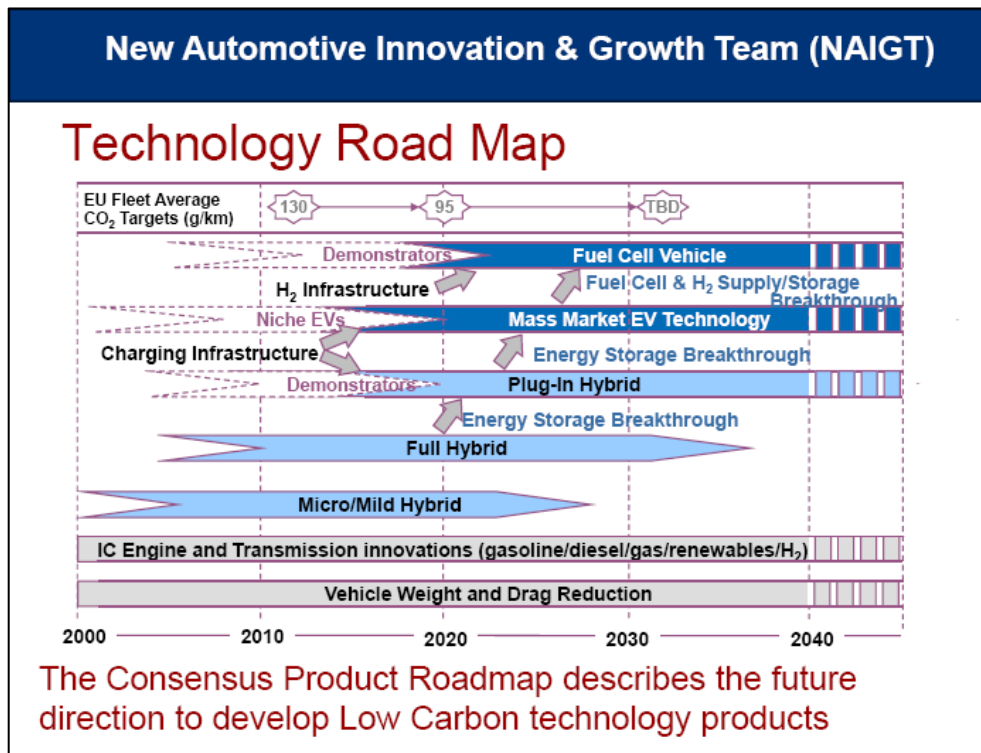 New Automotive Innovation & Growth Team (NAIGT)
Technology Road Map
EU Fleet Average
CO₂ Targets (g/km)
130
95
TBD
Demonstrators
Fuel Cell Vehicle
H₂ Infrastructure
Fuel Cell & H₂ Supply/Storage
Breakthrough
Niche EVs
Mass Market EV Technology
Charging Infrastructure
Energy Storage Breakthrough
Demonstrators
Plug-In Hybrid
Energy Storage Breakthrough
Full Hybrid
Micro/Mild Hybrid
IC Engine and Transmission innovations (gasoline/diesel/gas/renewables/H₂)
Vehicle Weight and Drag Reduction
2000
2010
2020
2030
2040
The Consensus Product Roadmap describes the future
direction to develop Low Carbon technology products